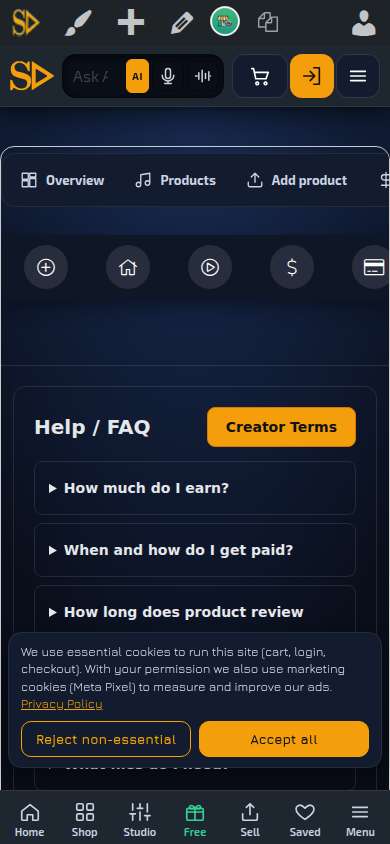 SD
Ask A
AI
Overview
Products
Add product
Help / FAQ
Creator Terms
How much do I earn?
When and how do I get paid?
How long does product review
We use essential cookies to run this site (cart, login,
checkout). With your permission we also use marketing
cookies (Meta Pixel) to measure and improve our ads.
Privacy Policy
Reject non-essential
Accept all
Home
Shop
Studio
Free
Sell
Saved
Menu